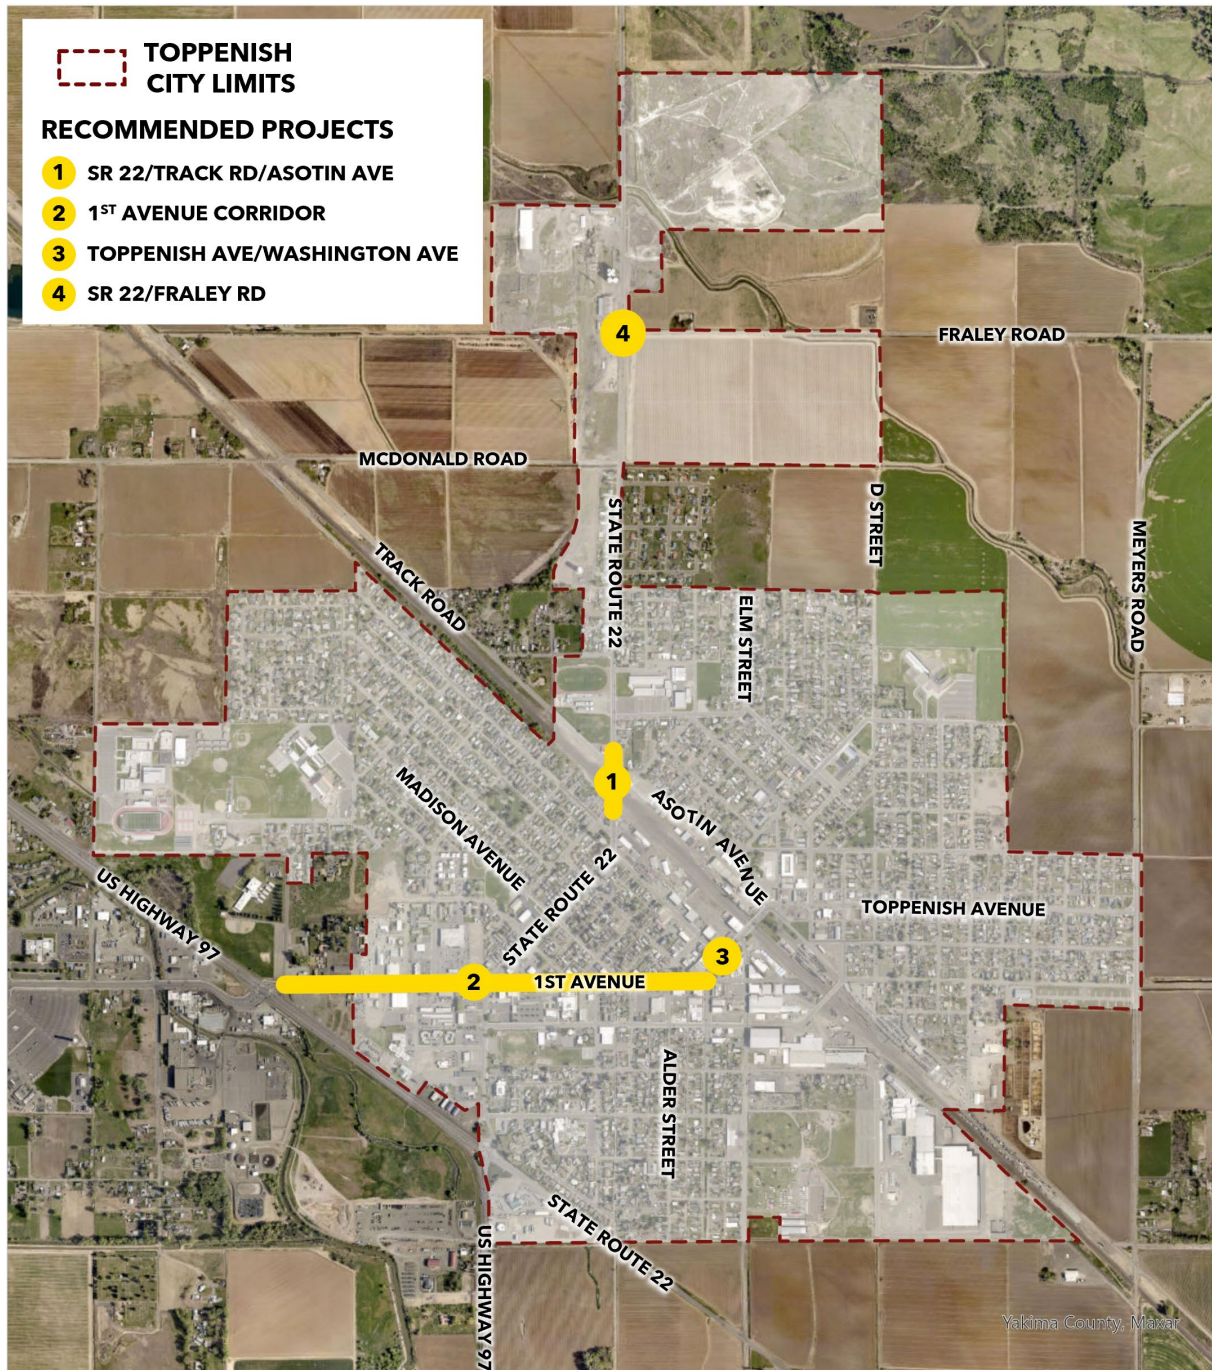 TOPPENISH
CITY LIMITS
RECOMMENDED PROJECTS
1 SR 22/TRACK RD/ASOTIN AVE
2 1ST AVENUE CORRIDOR
3 TOPPENISH AVE/WASHINGTON AVE
4 SR 22/FRALEY RD
4
FRALEY ROAD
MCDONALD ROAD
STATE ROUTE 22
D STREET
MEYERS ROAD
TRACK ROAD
ELM STREET
1
MADISON AVENUE
ASOTIN AVENUE
STATE ROUTE 22
US HIGHWAY 97
TOPPENISH AVENUE
3
2
1ST AVENUE
ALDER STREET
STATE ROUTE 22
US HIGHWAY 97
Yakima County, Maxar